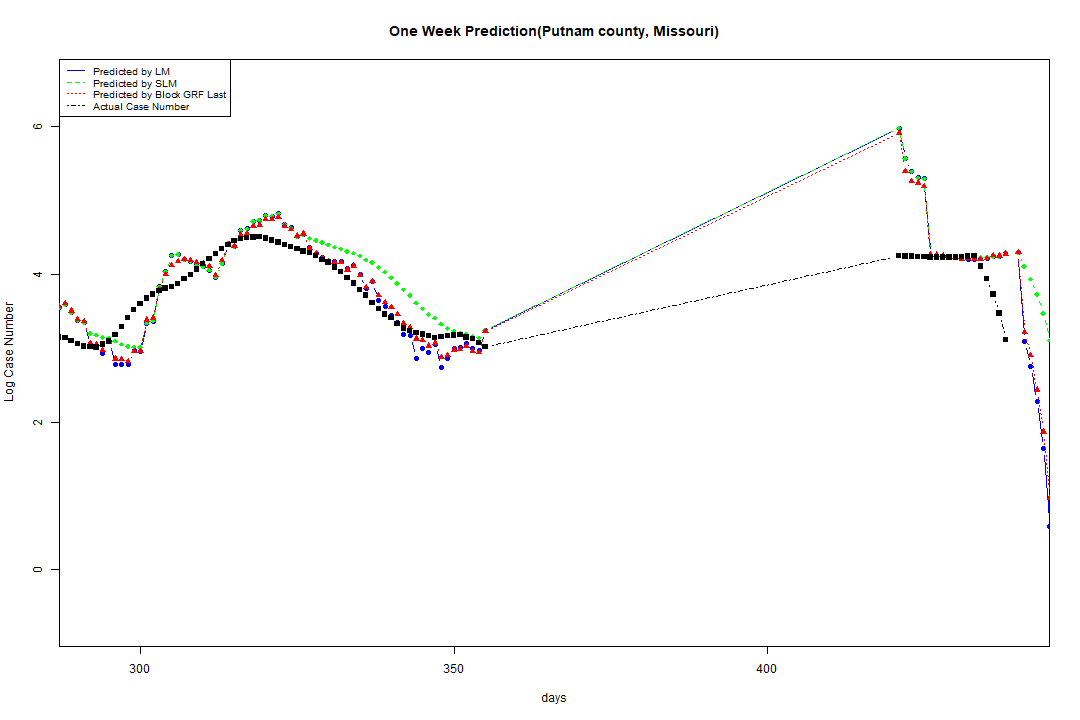 One Week Prediction(Putnam county, Missouri)
Predicted by LM
Predicted by SLM
Predicted by Block GRF Last
Actual Case Number
6
4
2
0
Log Case Number
300 350 400
days